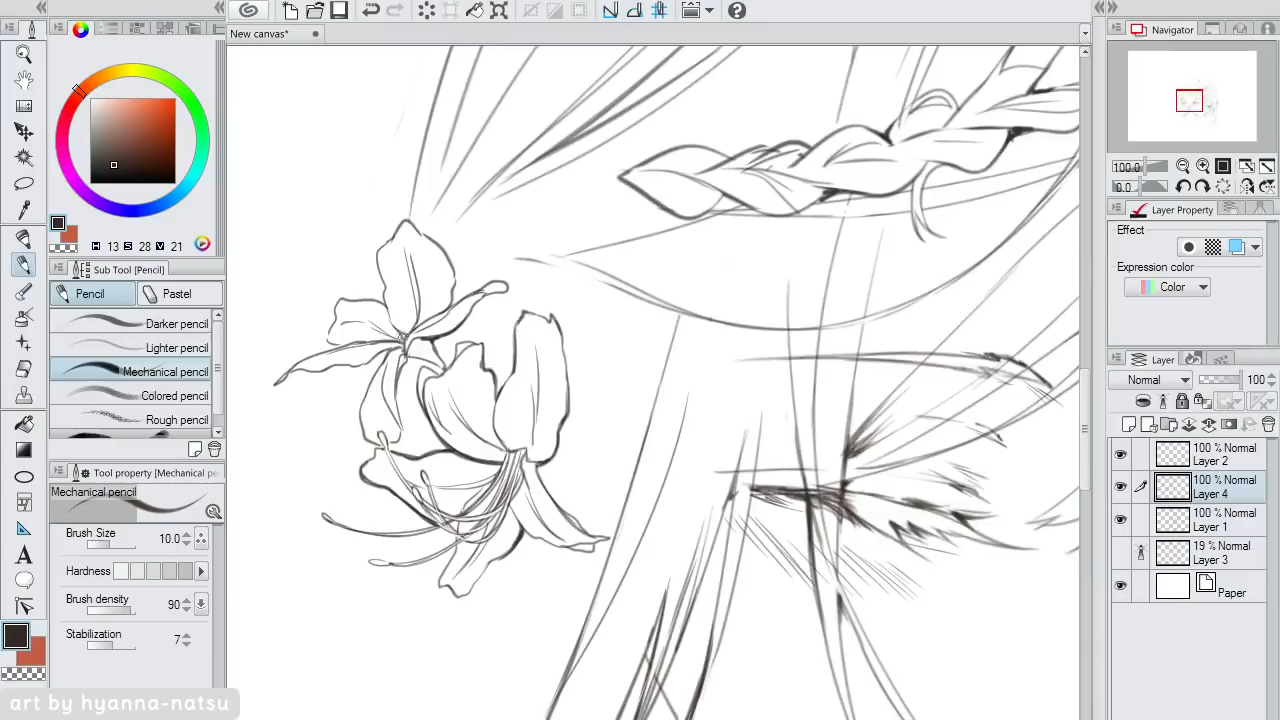 New canvas*
Navigator
100.0
0.0
Layer Property
Effect
Expression color
Color
H 13 S 28 V 21
Sub Tool [Pencil]
Pencil
Pastel
Darker pencil
Lighter pencil
Mechanical pencil
Colored pencil
Rough pencil
Tool property [Mechanical pe
Mechanical pencil
Brush Size 10.0
Hardness
Brush density 90
Stabilization 7
Layer
Normal 100
100 % Normal
Layer 2
100 % Normal
Layer 4
100 % Normal
Layer 1
19 % Normal
Layer 3
Paper
art by hyanna-natsu